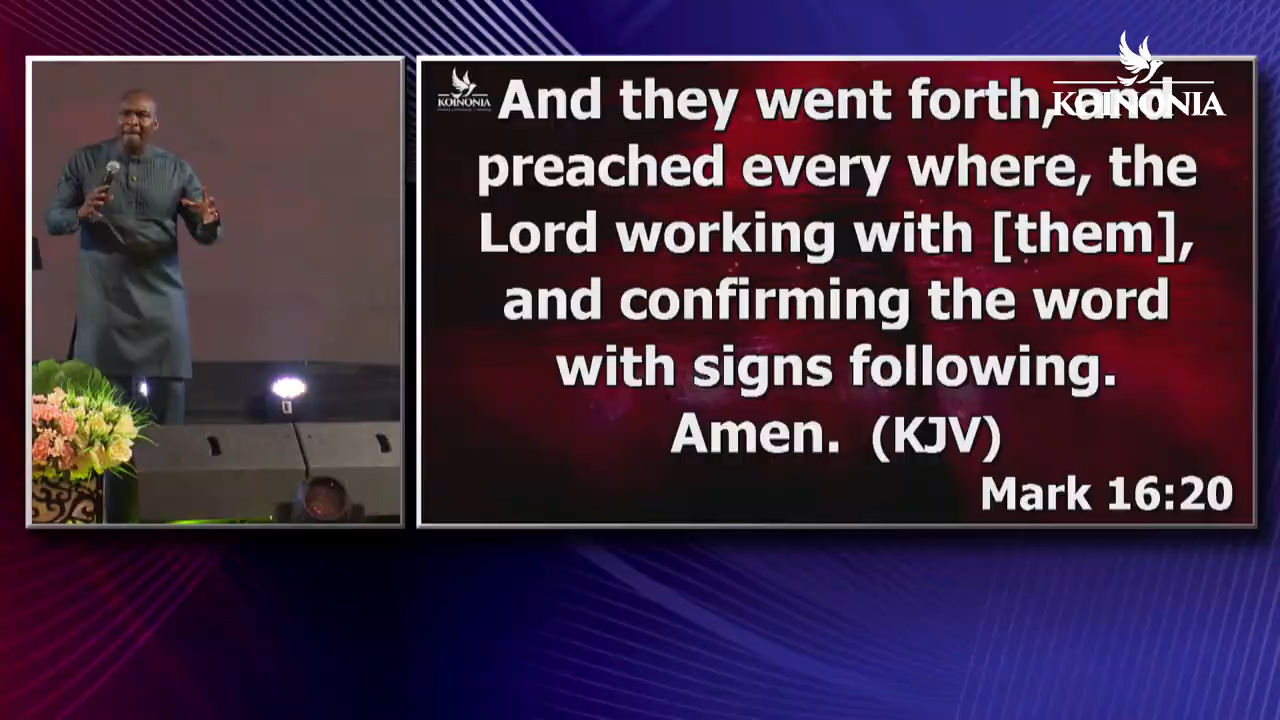 KOINONIA
KOINONIA
And they went forth, and
preached every where, the
Lord working with [them],
and confirming the word
with signs following.
Amen. (KJV)
Mark 16:20